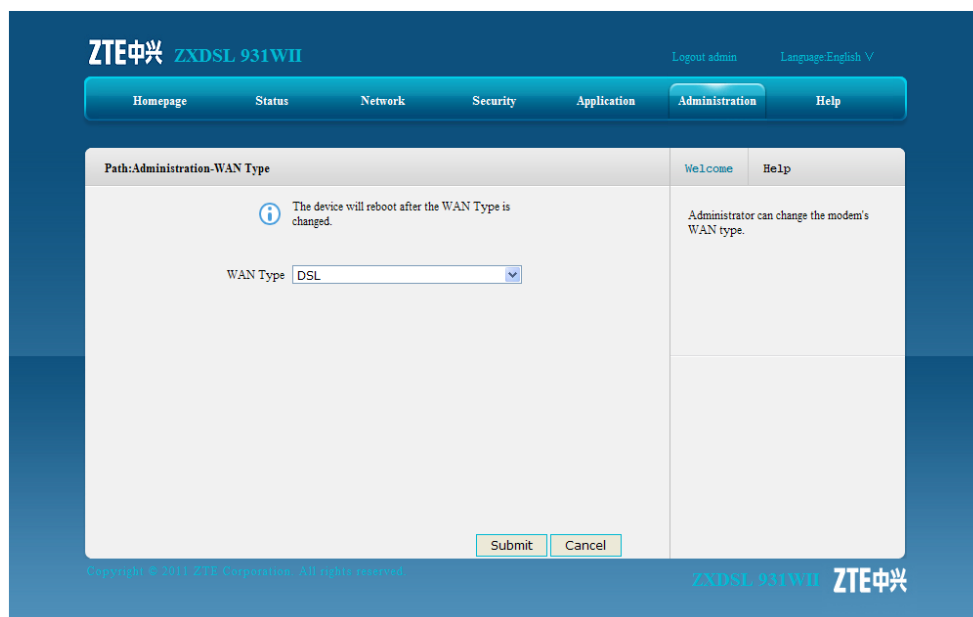 ZTE中兴 ZXDSL 931WII
Logout admin Language:English V
Homepage Status Network Security Application Administration Help
Path:Administration-WAN Type
Welcome Help
The device will reboot after the WAN Type is
changed.
Administrator can change the modem's
WAN type.
WAN Type DSL
Submit Cancel
Copyright © 2011 ZTE Corporation. All rights reserved.
ZXDSL 931WII ZTE中兴